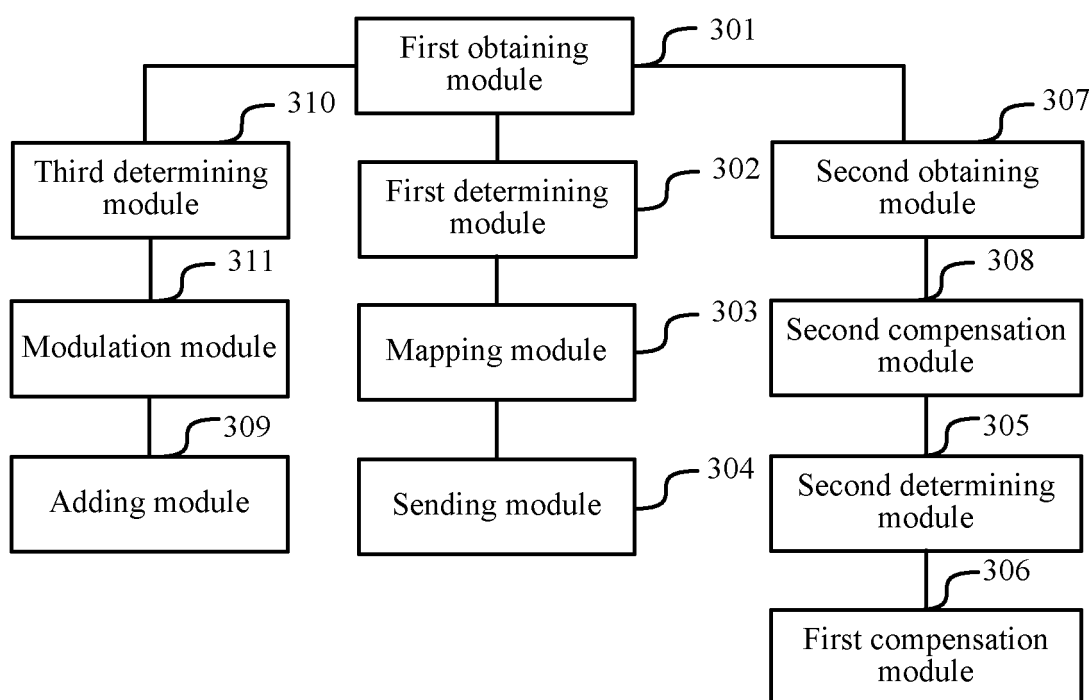 First obtaining
module
301
310
Third determining
module
First determining
module
302
307
Second obtaining
module
311
Modulation module
Mapping module
303
308
Second compensation
module
309
Adding module
Sending module
304
305
Second determining
module
306
First compensation
module